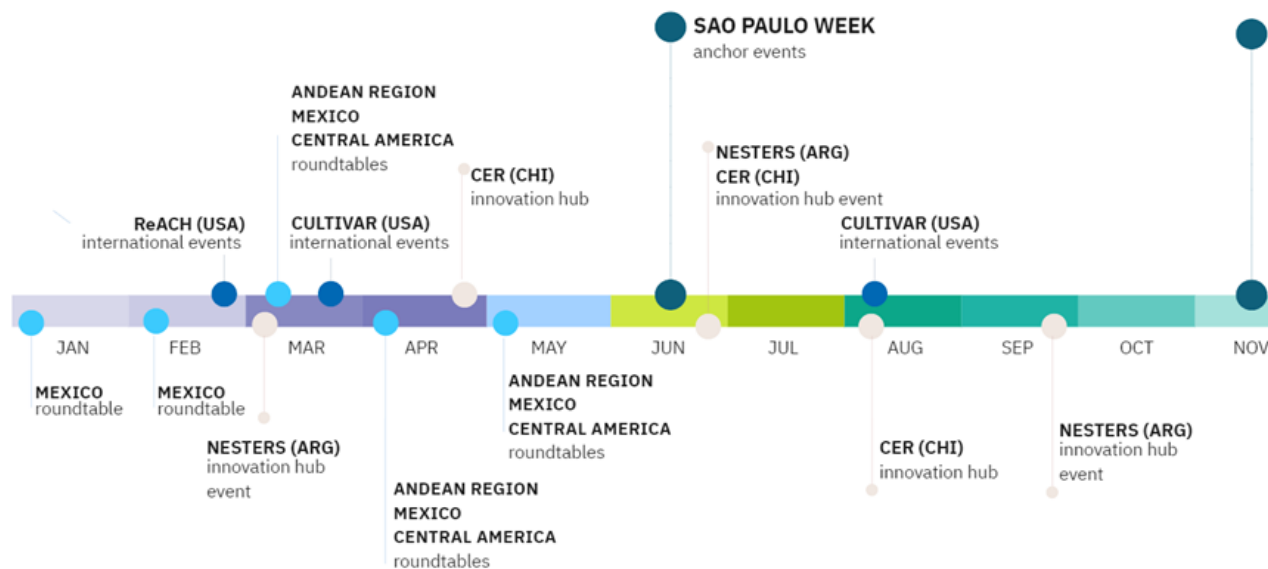 SAO PAULO WEEK
anchor events
ANDEAN REGION
MEXICO
CENTRAL AMERICA
roundtables
NESTERS (ARG)
CER (CHI)
innovation hub event
CER (CHI)
innovation hub
ReACH (USA)
international events
CULTIVAR (USA)
international events
CULTIVAR (USA)
international events
JAN
FEB
MAR
APR
MAY
JUN
JUL
AUG
SEP
OCT
NOV
MEXICO
roundtable
MEXICO
roundtable
NESTERS (ARG)
innovation hub
event
ANDEAN REGION
MEXICO
CENTRAL AMERICA
roundtables
ANDEAN REGION
MEXICO
CENTRAL AMERICA
roundtables
CER (CHI)
innovation hub
NESTERS (ARG)
innovation hub
event